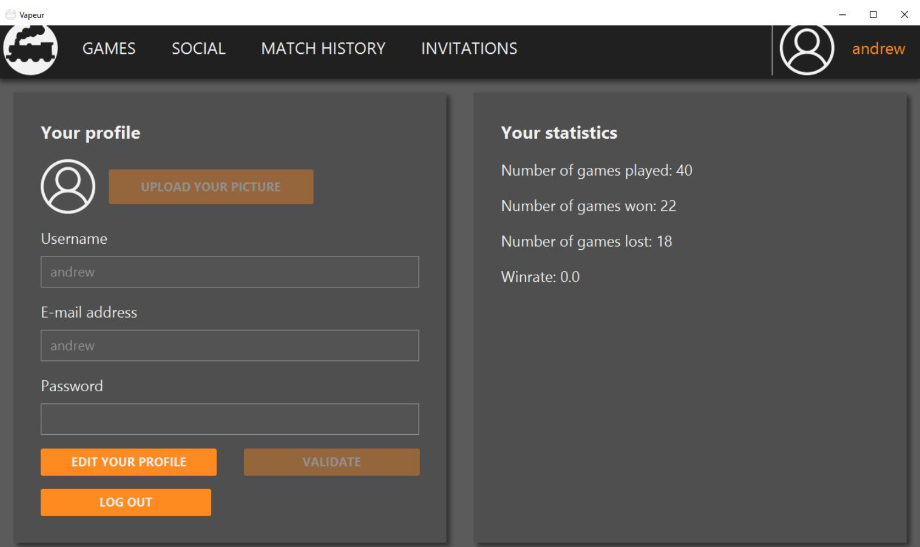 Vapeur
GAMES SOCIAL MATCH HISTORY INVITATIONS andrew
Your profile
UPLOAD YOUR PICTURE
Username
andrew
E-mail address
andrew
Password
EDIT YOUR PROFILE VALIDATE
LOG OUT
Your statistics
Number of games played: 40
Number of games won: 22
Number of games lost: 18
Winrate: 0.0